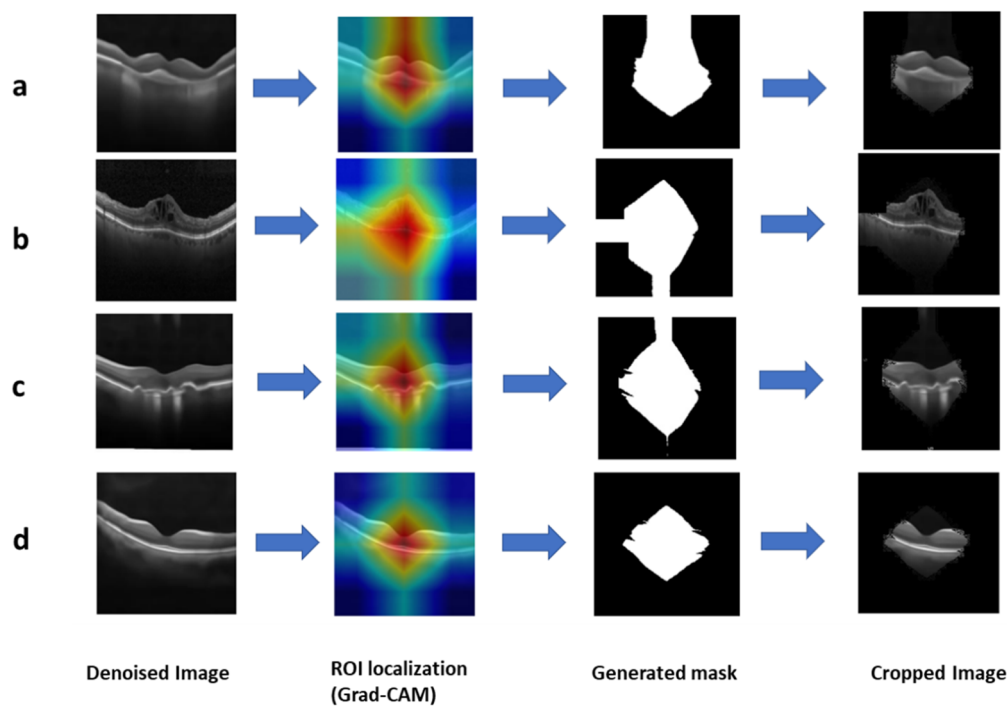 a
b
c
d
Denoised Image
ROI localization
(Grad-CAM)
Generated mask
Cropped Image